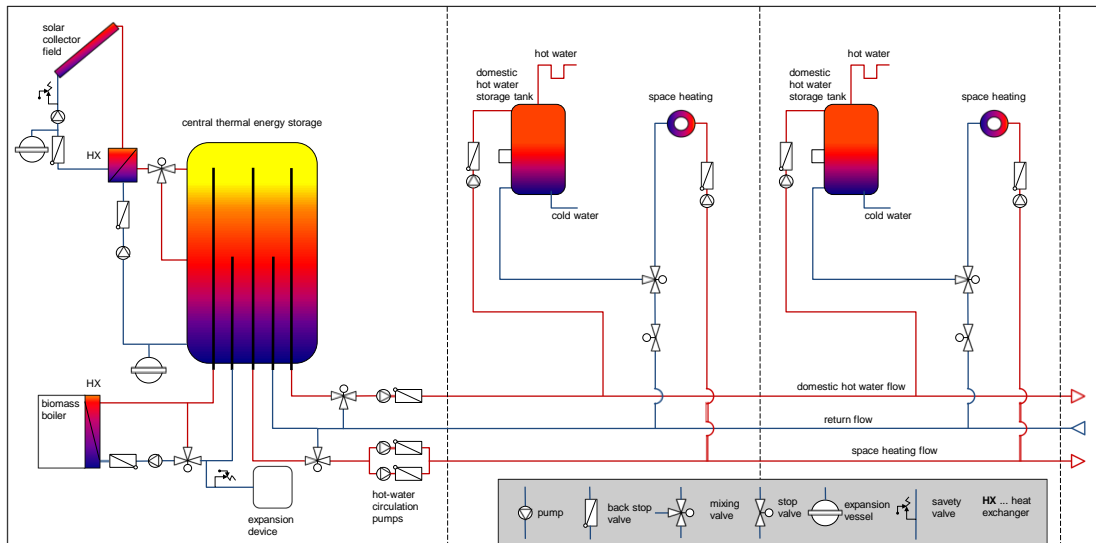 solar
collector
field
HX
central thermal energy storage
HX
biomass
boiler
expansion
device
hot-water
circulation
pumps
hot water
domestic
hot water
storage tank
space heating
cold water
hot water
domestic
hot water
storage tank
space heating
cold water
domestic hot water flow
return flow
space heating flow
pump
back stop
valve
mixing
valve
stop
valve
expansion
vessel
savety
valve
HX ... heat
exchanger